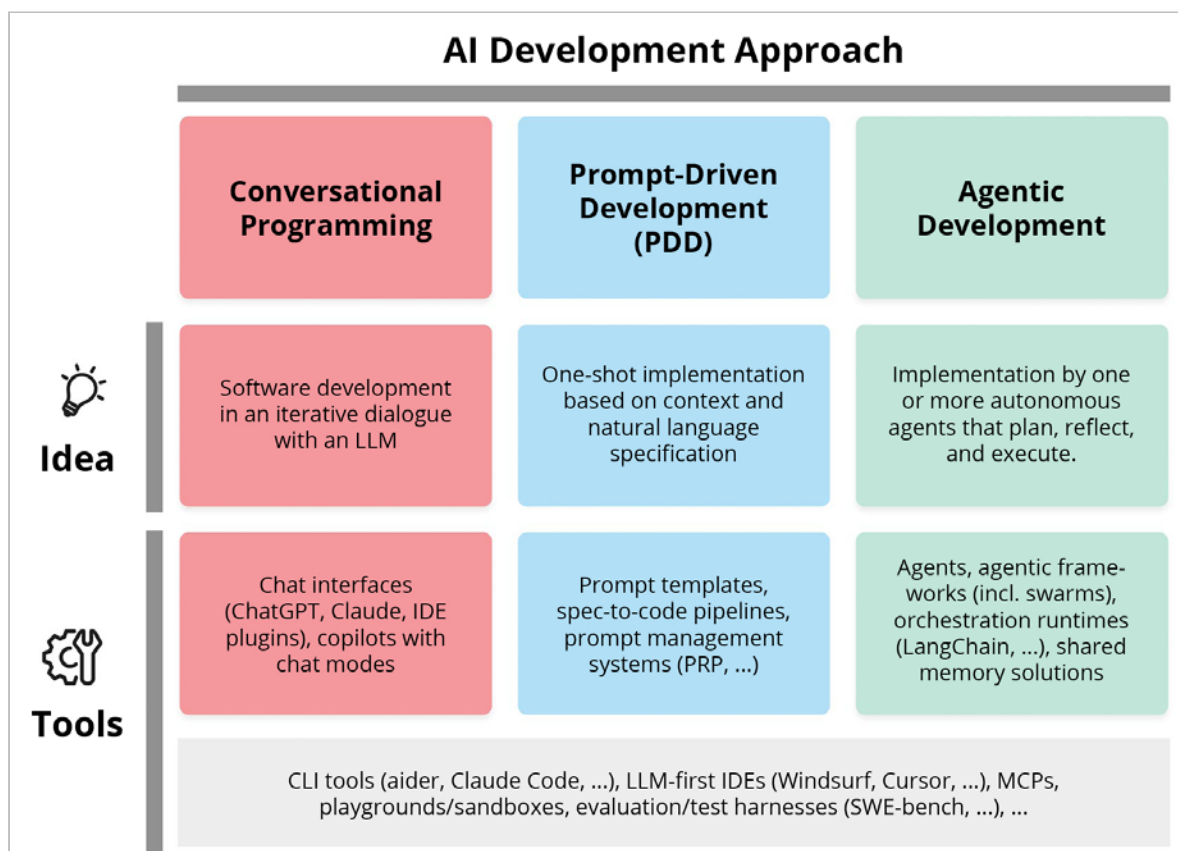 AI Development Approach
Conversational
Programming
Prompt-Driven
Development
(PDD)
Agentic
Development
Idea
Software development
in an iterative dialogue
with an LLM
One-shot implementation
based on context and
natural language
specification
Implementation by one
or more autonomous
agents that plan, reflect,
and execute.
Tools
Chat interfaces
(ChatGPT, Claude, IDE
plugins), copilots with
chat modes
Prompt templates,
spec-to-code pipelines,
prompt management
systems (PRP, ...)
Agents, agentic frame-
works (incl. swarms),
orchestration runtimes
(LangChain, ...), shared
memory solutions
CLI tools (aider, Claude Code, ...), LLM-first IDEs (Windsurf, Cursor, ...), MCPs,
playgrounds/sandboxes, evaluation/test harnesses (SWE-bench, ...), ...